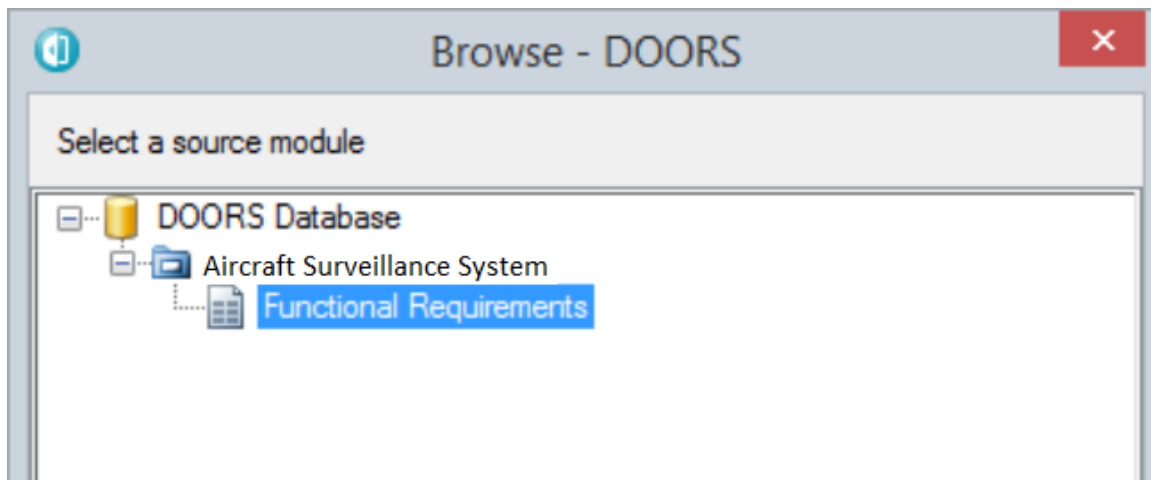 Browse - DOORS
Select a source module
DOORS Database
Aircraft Surveillance System
Functional Requirements